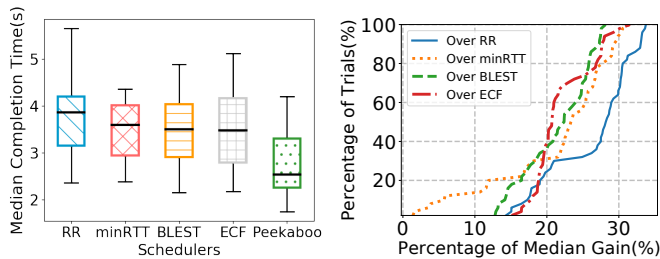 Median Completion Time(s)
5
4
3
2
RR minRTT BLEST ECF Peekaboo
Schedulers
Percentage of Trials(%)
100
80
60
40
20
Over RR
Over minRTT
Over BLEST
Over ECF
0 10 20 30
Percentage of Median Gain(%)